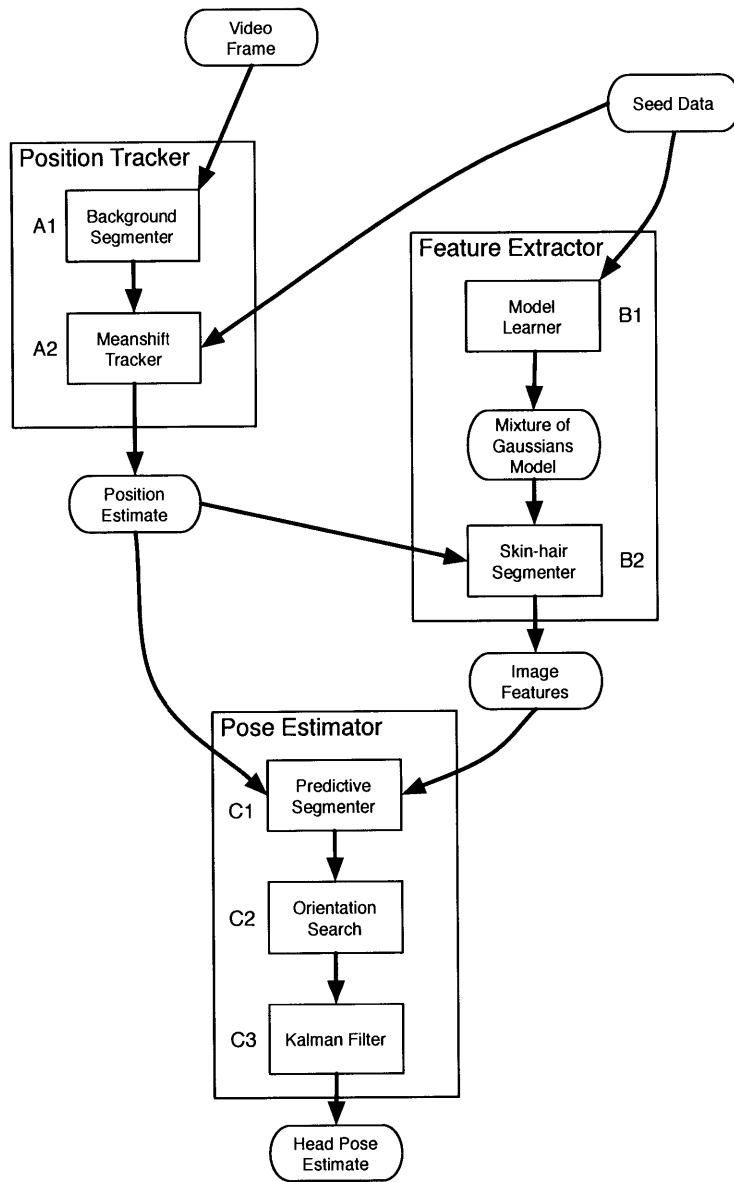 Video
Frame
Seed Data
Position Tracker
A1
Background
Segmenter
A2
Meanshift
Tracker
Feature Extractor
Model
Learner
B1
Mixture of
Gaussians
Model
Position
Estimate
Skin-hair
Segmenter
B2
Image
Features
Pose Estimator
C1
Predictive
Segmenter
C2
Orientation
Search
C3
Kalman Filter
Head Pose
Estimate